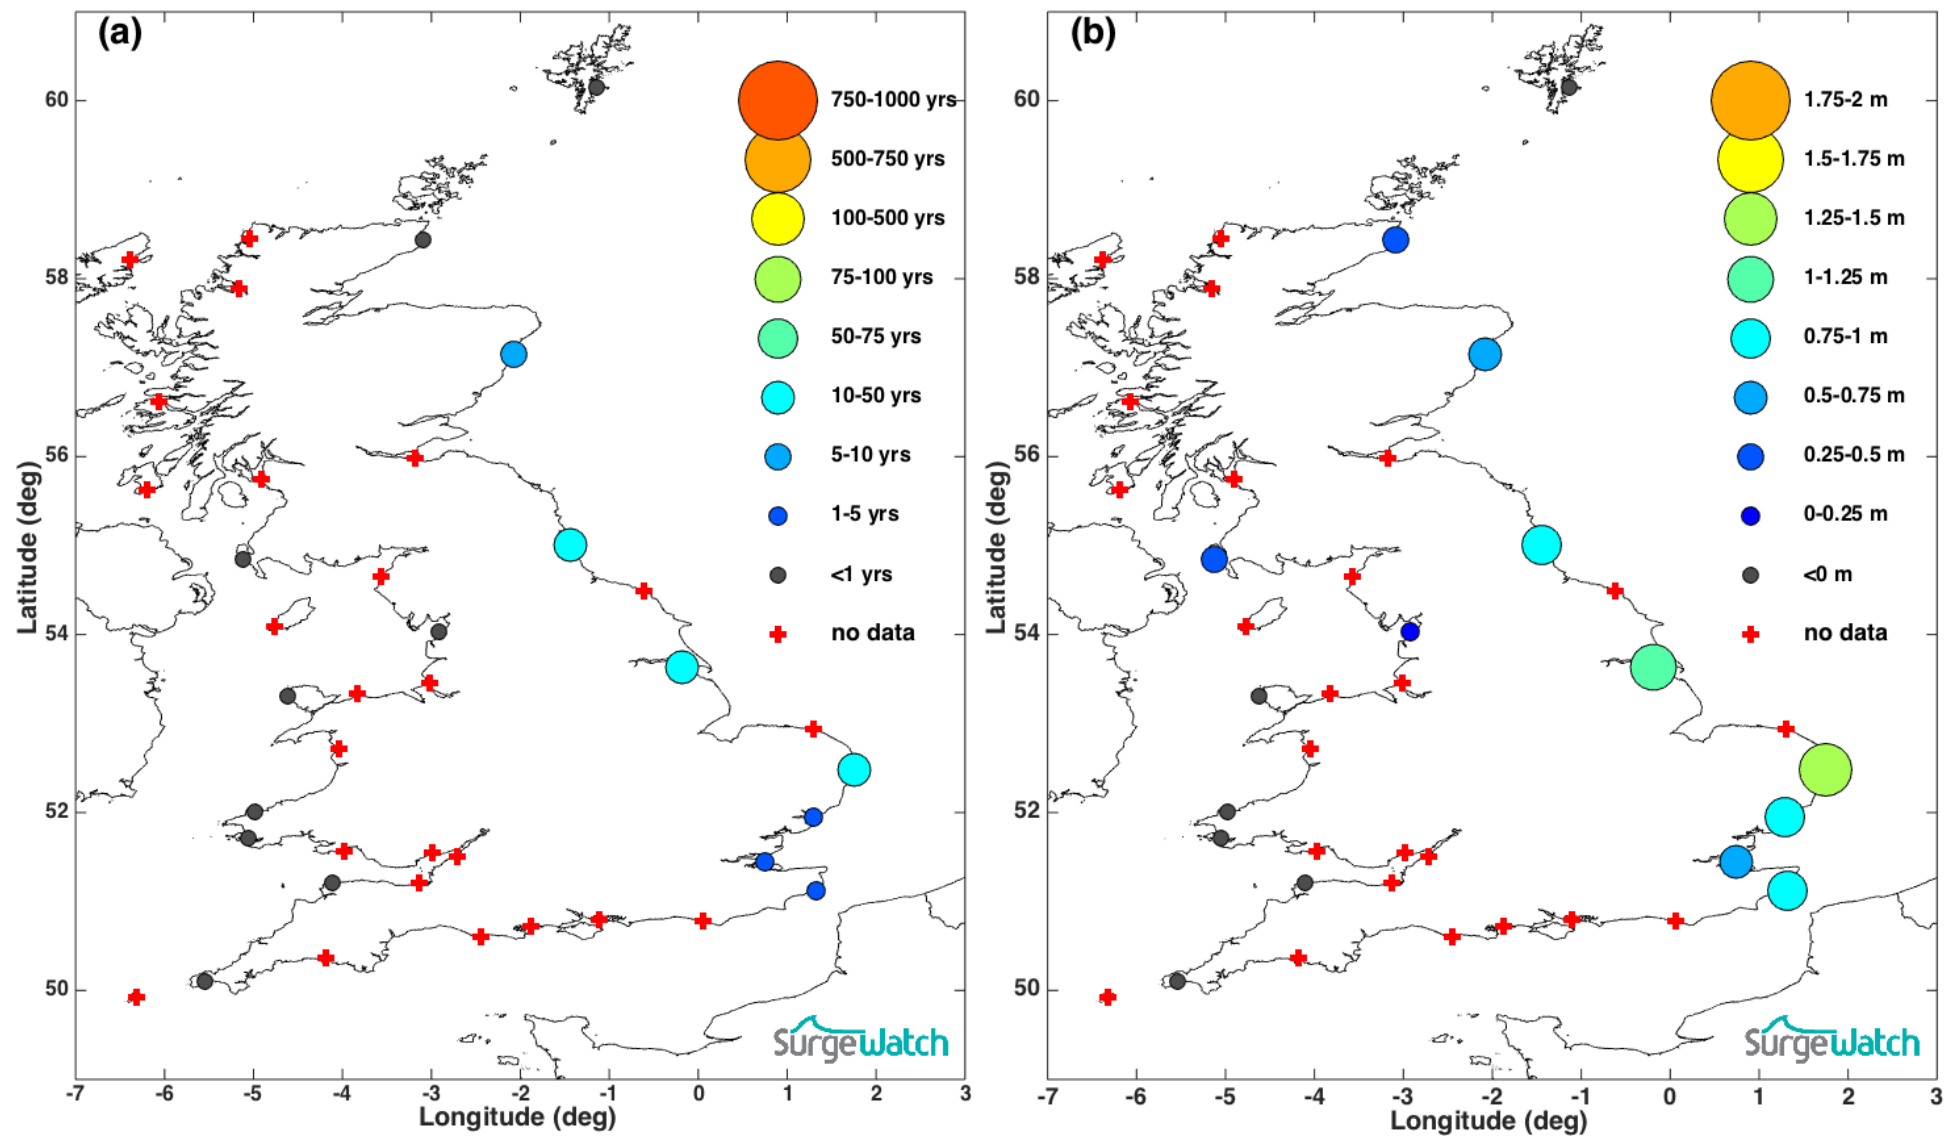 (a)
750-1000 yrs
500-750 yrs
100-500 yrs
75-100 yrs
50-75 yrs
10-50 yrs
5-10 yrs
1-5 yrs
<1 yrs
no data
60
58
56
54
52
50
Latitude (deg)
-7 -6 -5 -4 -3 -2 -1 0 1 2 3
Longitude (deg)
SurgeWatch
(b)
1.75-2 m
1.5-1.75 m
1.25-1.5 m
1-1.25 m
0.75-1 m
0.5-0.75 m
0.25-0.5 m
0-0.25 m
<0 m
no data
60
58
56
54
52
50
Latitude (deg)
-7 -6 -5 -4 -3 -2 -1 0 1 2 3
Longitude (deg)
SurgeWatch